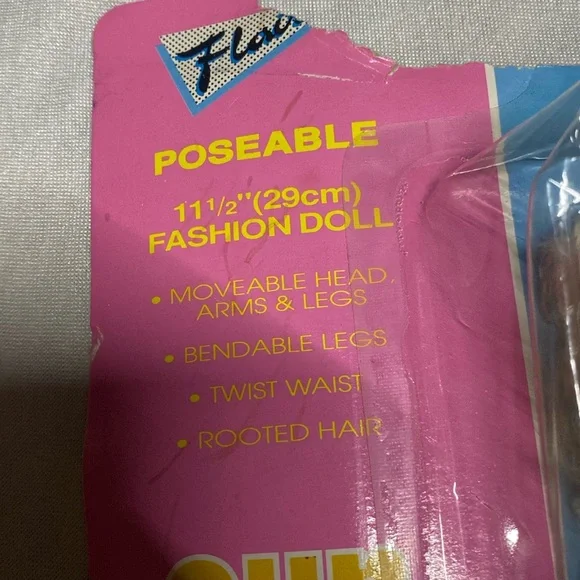 POSEABLE
11 1/2"(29cm)
FASHION DOLL
• MOVEABLE HEAD,
ARMS & LEGS
• BENDABLE LEGS
• TWIST WAIST
• ROOTED HAIR